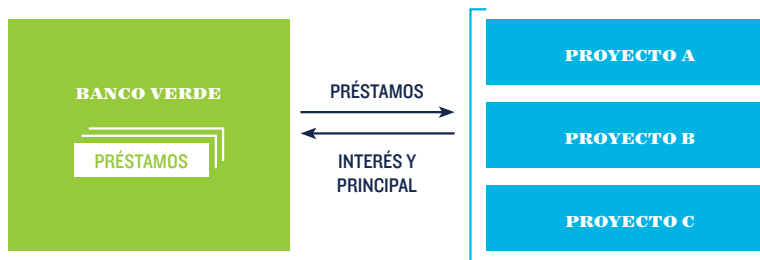 BANCO VERDE
PRÉSTAMOS
PRÉSTAMOS
INTERÉS Y
PRINCIPAL
PROYECTO A
PROYECTO B
PROYECTO C